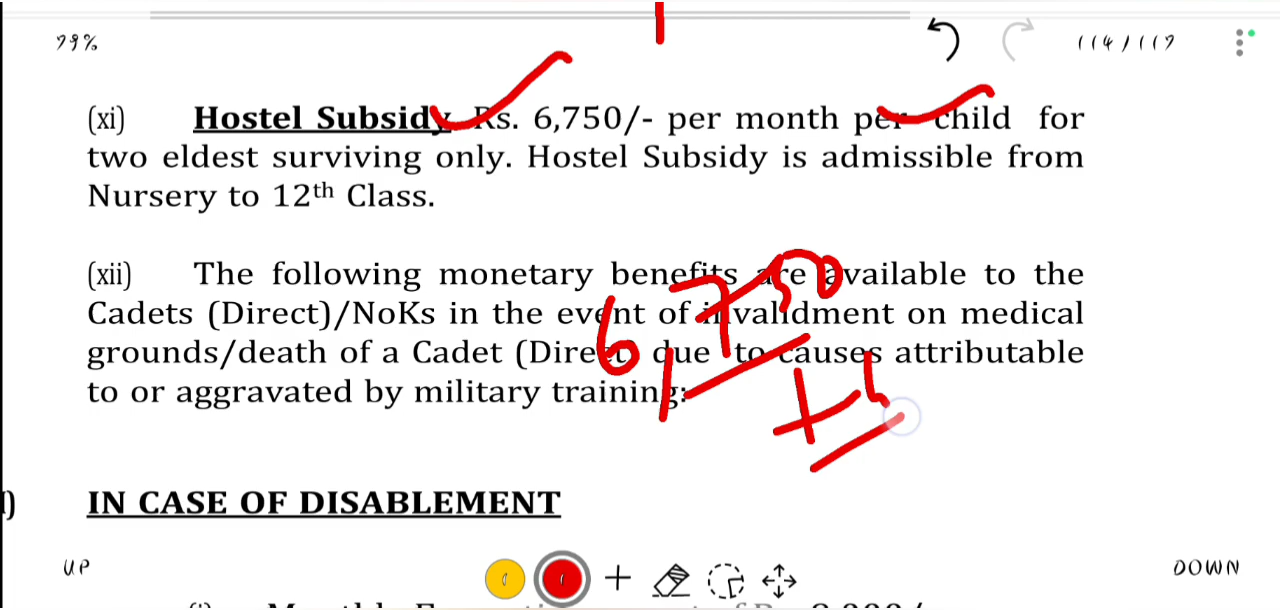 79%
114/117
(xi) Hostel Subsidy Rs. 6,750/- per month per child for
two eldest surviving only. Hostel Subsidy is admissible from
Nursery to 12th Class.
(xii) The following monetary benefits are available to the
Cadets (Direct)/NoKs in the event of invalidment on medical
grounds/death of a Cadet (Direct) due to causes attributable
to or aggravated by military training:
6,750
IN CASE OF DISABLEMENT
UP
DOWN